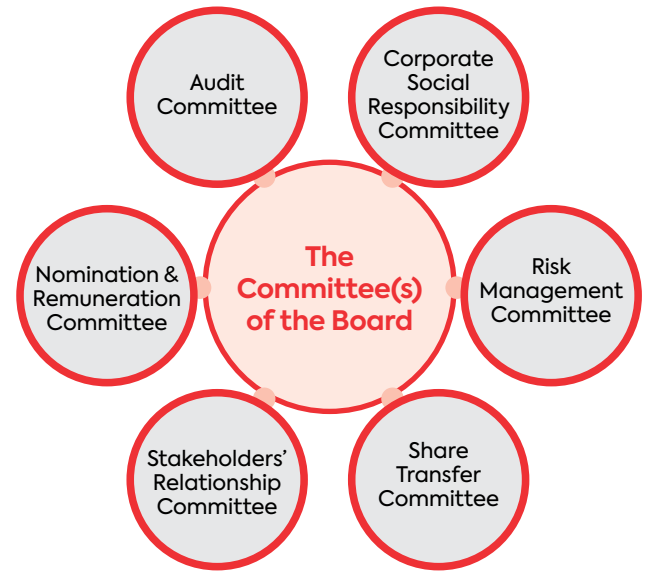 Audit
Committee
Corporate
Social
Responsibility
Committee
Nomination &
Remuneration
Committee
The
Committee(s)
of the Board
Risk
Management
Committee
Stakeholders’
Relationship
Committee
Share
Transfer
Committee